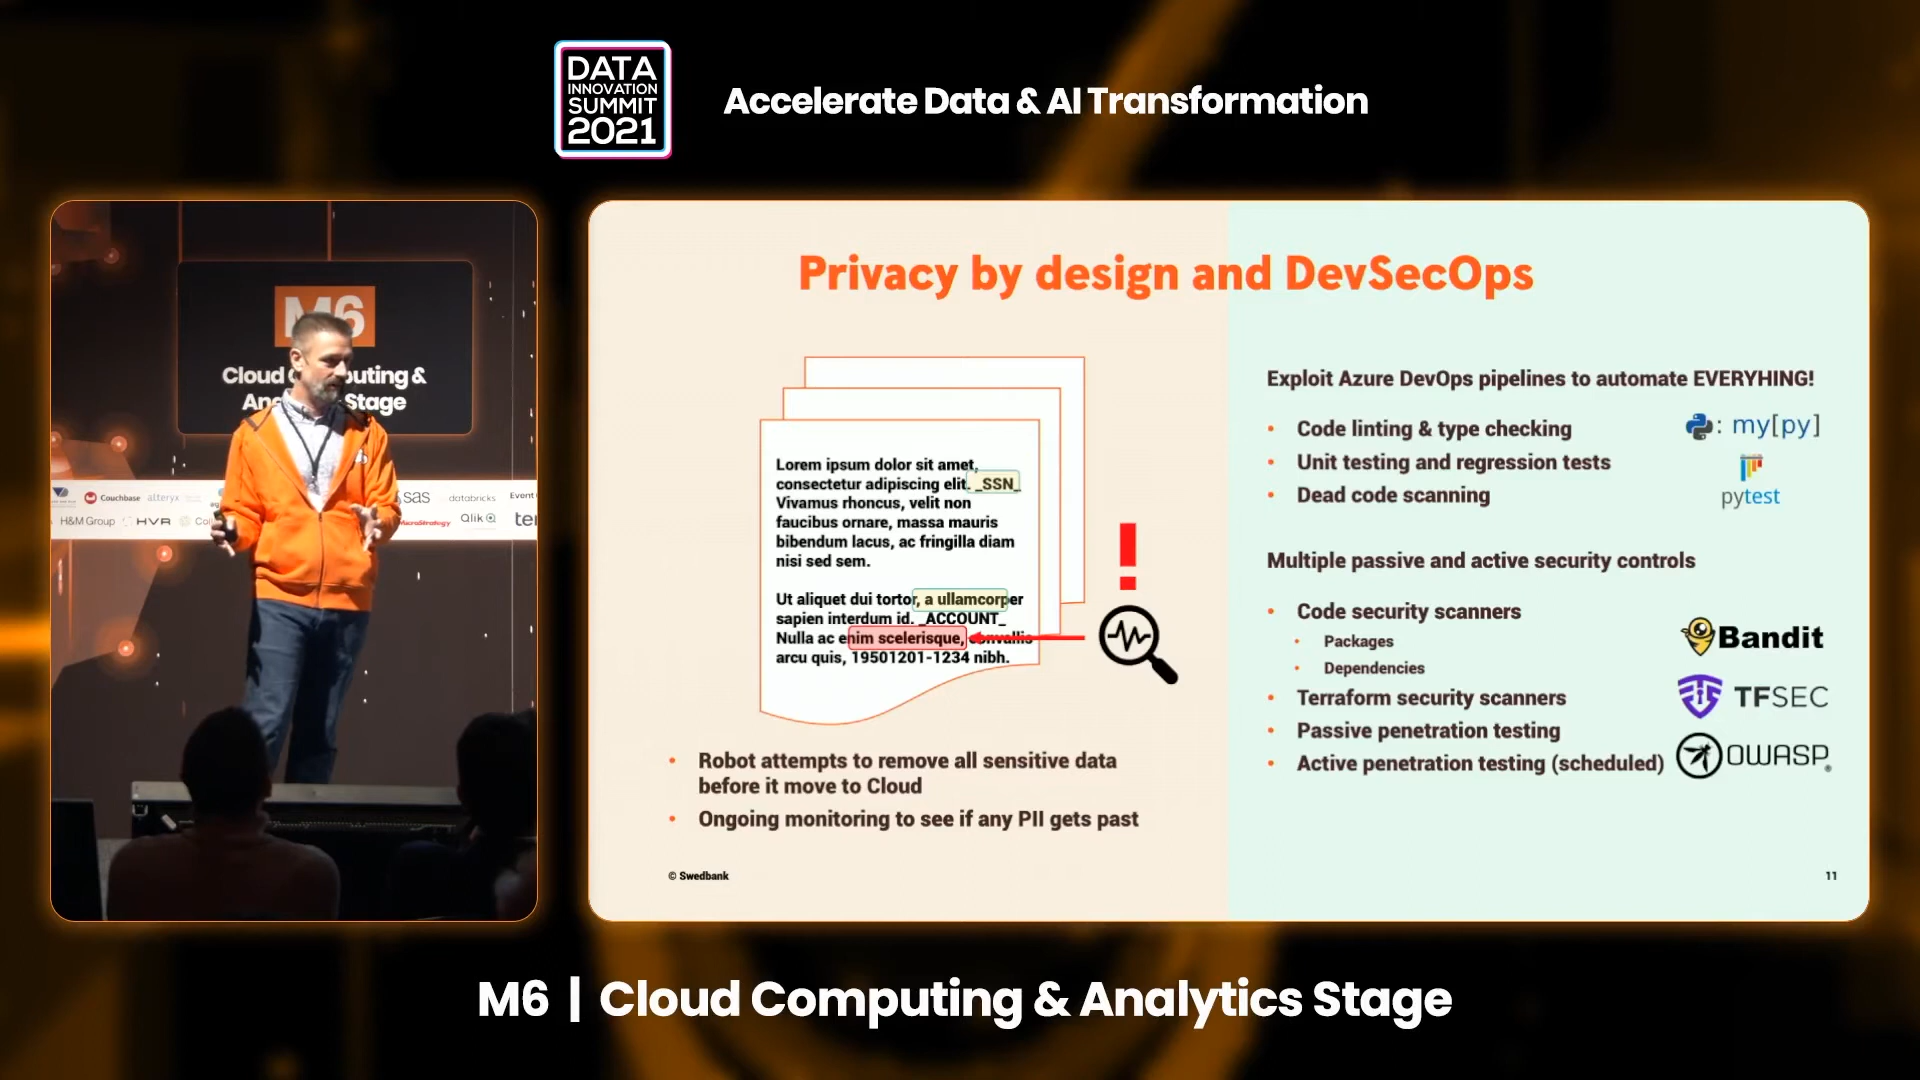 DATA
INNOVATION
SUMMIT
2021
Accelerate Data & AI Transformation
M6
Cloud Computing &
Stage
Couchbase alteryx
sas
databricks
Event
H&M Group
HVR
MicroStrategy
Qlik
Privacy by design and DevSecOps
Lorem ipsum dolor sit amet,
consectetur adipiscing elit. _SSN_
Vivamus rhoncus, velit non
faucibus ornare, massa mauris
bibendum lacus, ac fringilla diam
nisi sed sem.
Ut aliquet dui tortor, a ullamcorper
sapien interdum id. _ACCOUNT_
Nulla ac enim scelerisque, convallis
arcu quis, 19501201-1234 nibh.
!
• Robot attempts to remove all sensitive data
before it move to Cloud
• Ongoing monitoring to see if any PII gets past
© Swedbank
Exploit Azure DevOps pipelines to automate EVERYHING!
• Code linting & type checking
: my[py]
• Unit testing and regression tests
• Dead code scanning
pytest
Multiple passive and active security controls
• Code security scanners
• Packages
Bandit
• Dependencies
• Terraform security scanners
TFSEC
• Passive penetration testing
• Active penetration testing (scheduled)
OWASP®
11
M6 | Cloud Computing & Analytics Stage